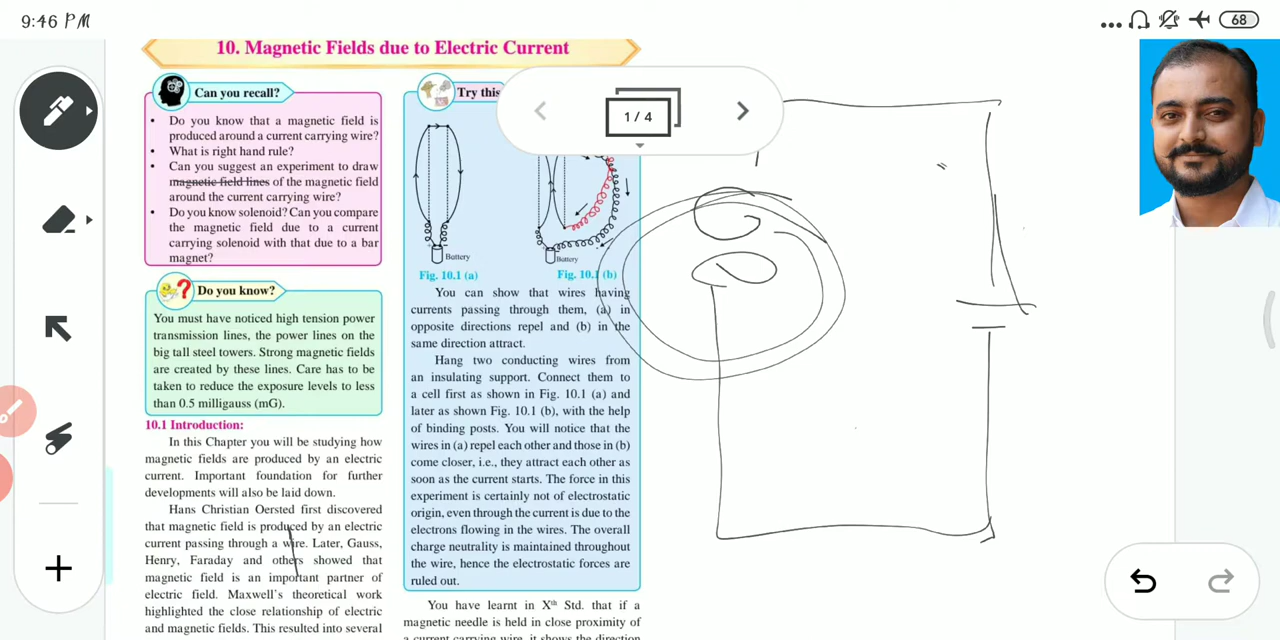 9:46 PM
68
10. Magnetic Fields due to Electric Current
Can you recall?
• Do you know that a magnetic field is
produced around a current carrying wire?
• What is right hand rule?
• Can you suggest an experiment to draw
magnetic field lines of the magnetic field
around the current carrying wire?
• Do you know solenoid? Can you compare
the magnetic field due to a current
carrying solenoid with that due to a bar
magnet?
Do you know?
You must have noticed high tension power
transmission lines, the power lines on the
big tall steel towers. Strong magnetic fields
are created by these lines. Care has to be
taken to reduce the exposure levels to less
than 0.5 milligauss (mG).
10.1 Introduction:
In this Chapter you will be studying how
magnetic fields are produced by an electric
current. Important foundation for further
developments will also be laid down.
Hans Christian Oersted first discovered
that magnetic field is produced by an electric
current passing through a wire. Later, Gauss,
Henry, Faraday and others showed that
magnetic field is an important partner of
electric field. Maxwell's theoretical work
highlighted the close relationship of electric
and magnetic fields. This resulted into several
Try this
1 / 4
Battery
Battery
Fig. 10.1 (a)
Fig. 10.1 (b)
You can show that wires having
currents passing through them, (a) in
opposite directions repel and (b) in the
same direction attract.
Hang two conducting wires from
an insulating support. Connect them to
a cell first as shown in Fig. 10.1 (a) and
later as shown Fig. 10.1 (b), with the help
of binding posts. You will notice that the
wires in (a) repel each other and those in (b)
come closer, i.e., they attract each other as
soon as the current starts. The force in this
experiment is certainly not of electrostatic
origin, even through the current is due to the
electrons flowing in the wires. The overall
charge neutrality is maintained throughout
the wire, hence the electrostatic forces are
ruled out.
You have learnt in Xth Std. that if a
magnetic needle is held in close proximity of
a current carrying wire, it shows the direction